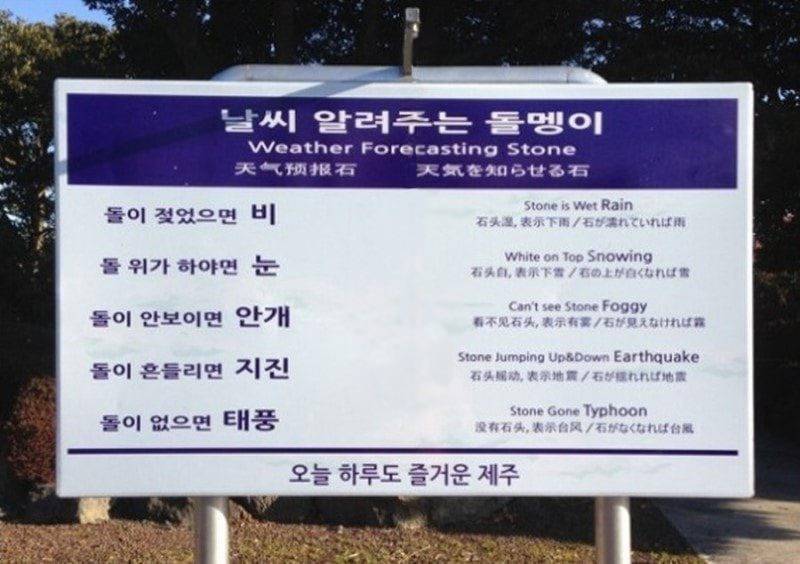 날씨 알려주는 돌멩이
Weather Forecasting Stone
天气预报石 天気を知らせる石
돌이 젖었으면 비
Stone is Wet Rain
石头湿, 表示下雨 / 石が濡れていれば雨
돌 위가 하야면 눈
White on Top Snowing
石头白, 表示下雪 / 石の上が白くなれば雪
돌이 안보이면 안개
Can't see Stone Foggy
看不见石头, 表示有雾 / 石が見えなければ霧
돌이 흔들리면 지진
Stone Jumping Up&Down Earthquake
石头摇动, 表示地震 / 石が揺れれば地震
돌이 없으면 태풍
Stone Gone Typhoon
没有石头, 表示台风 / 石がなくなれば台風
오늘 하루도 즐거운 제주